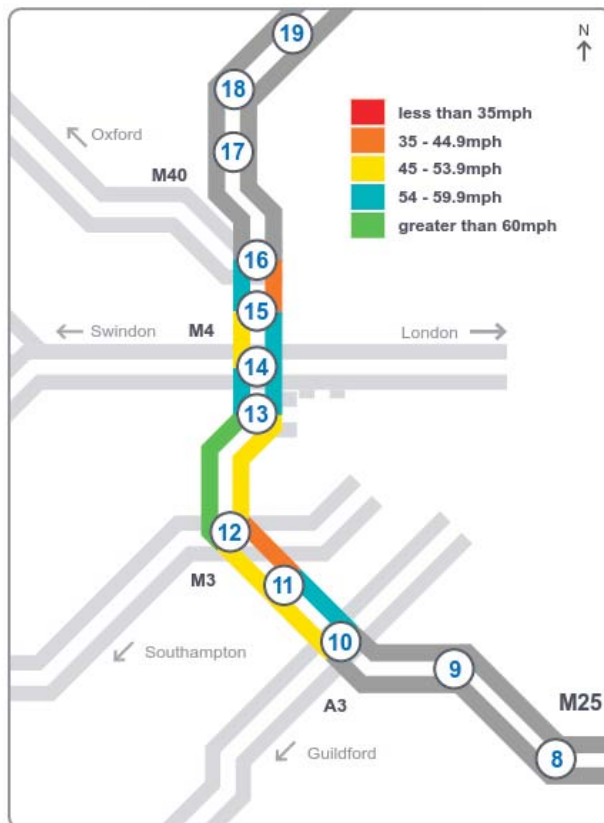 19
N
18
less than 35mph
35 - 44.9mph
Oxford
17
45 - 53.9mph
M40
54 - 59.9mph
greater than 60mph
16
15
Swindon
M4
London
14
13
12
M3
11
10
Southampton
9
A3
M25
Guildford
8